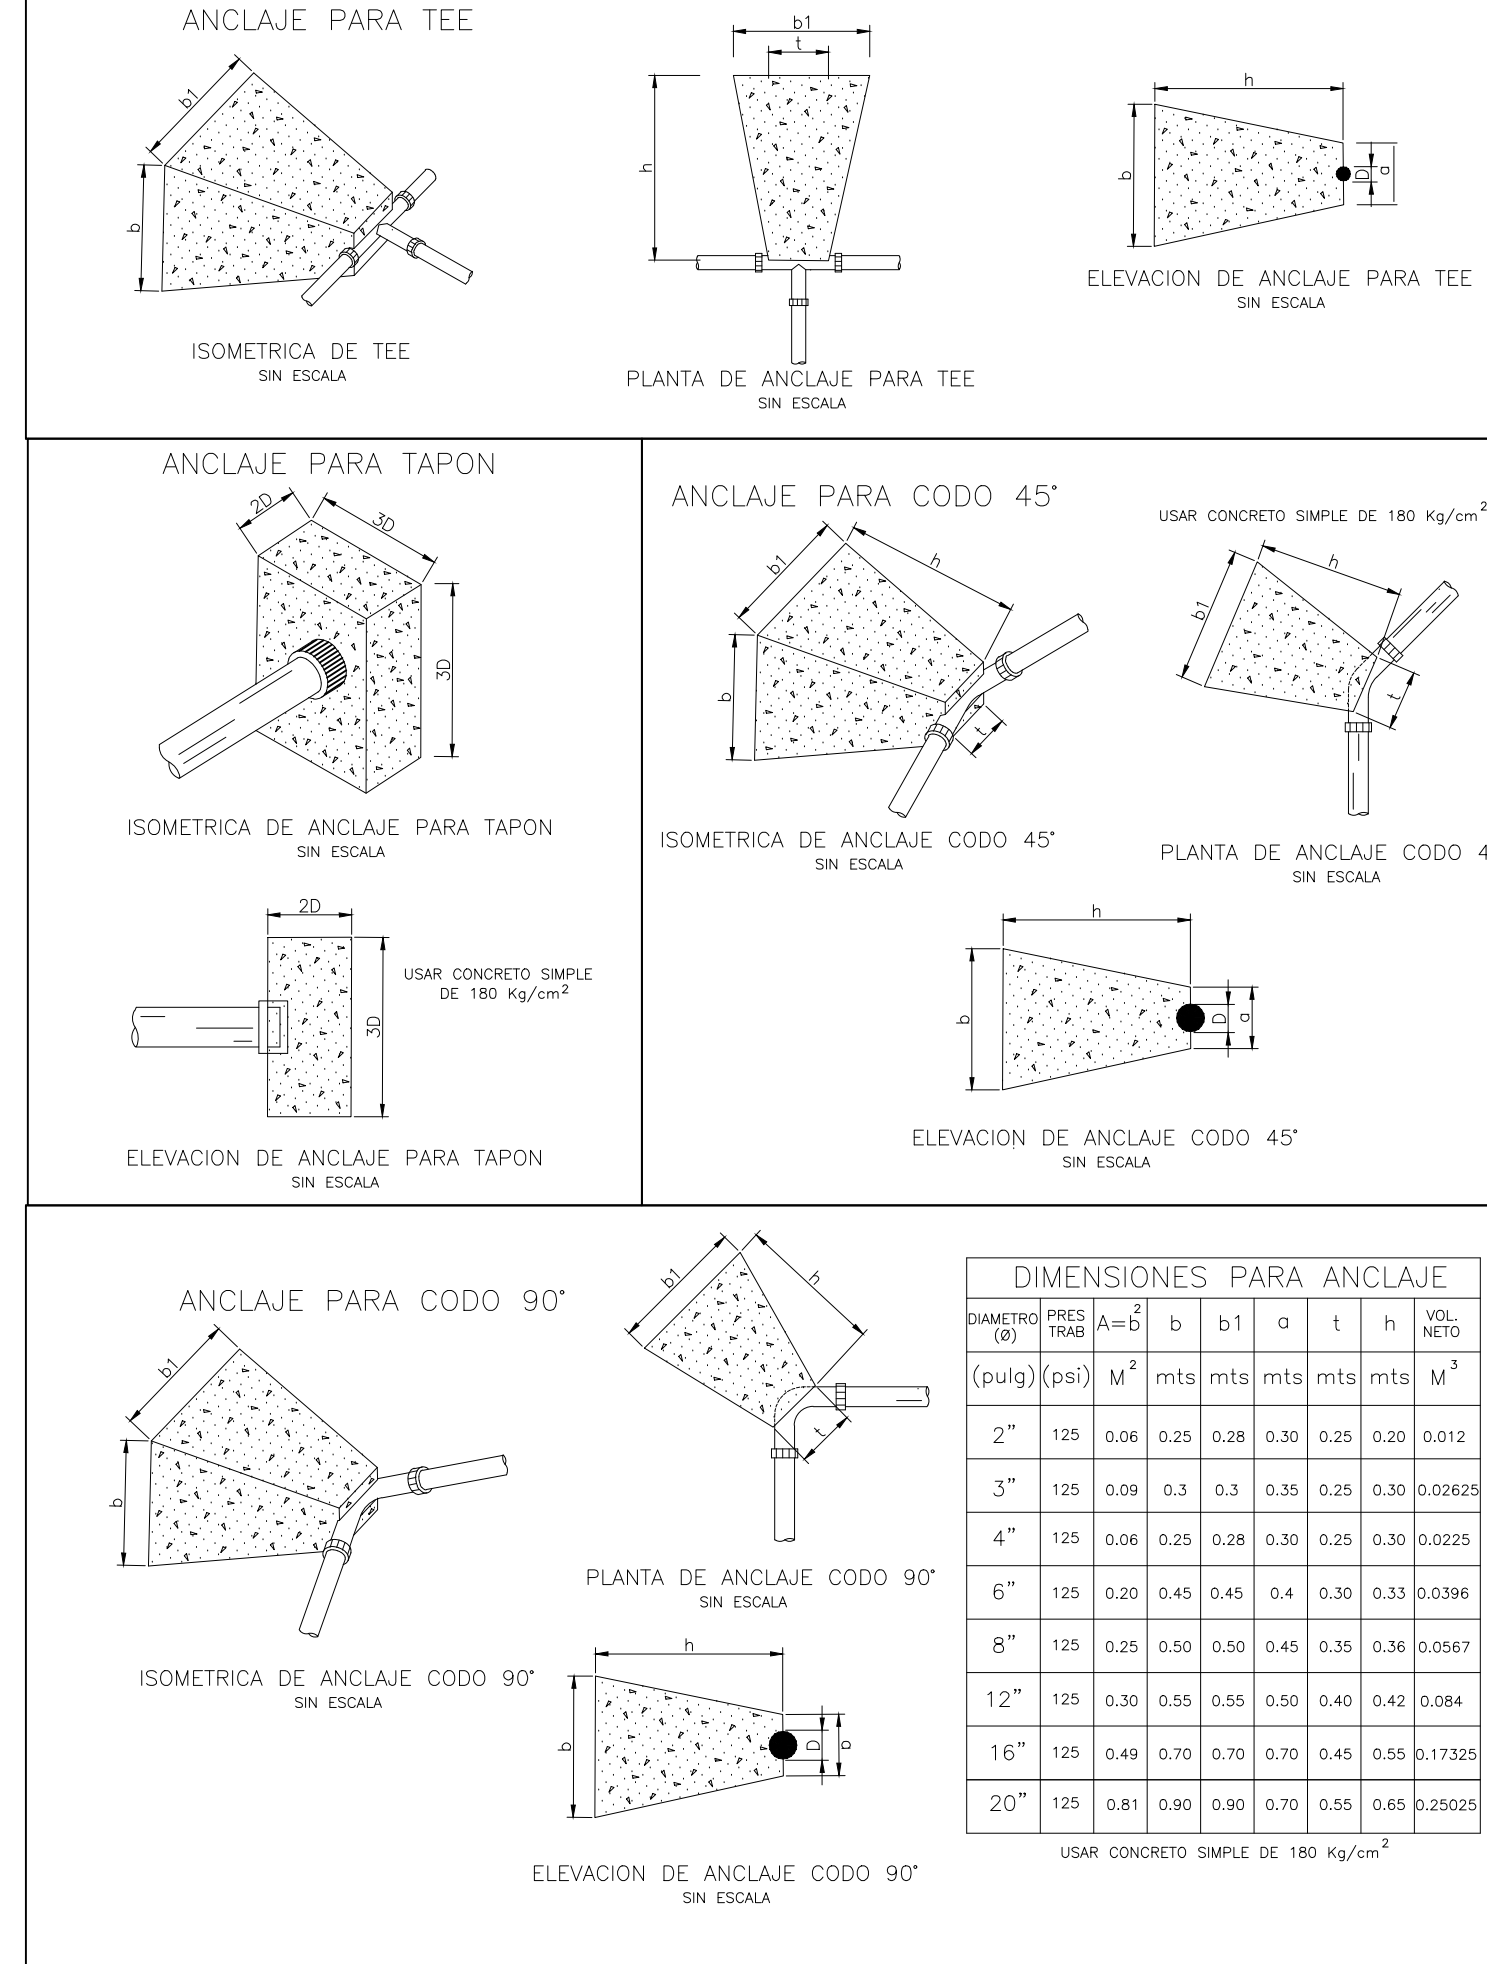 ANCLAJE PARA TEE
b1
b
ISOMETRICA DE TEE
SIN ESCALA
b1
t
h
PLANTA DE ANCLAJE PARA TEE
SIN ESCALA
h
b
D
a
ELEVACION DE ANCLAJE PARA TEE
SIN ESCALA
ANCLAJE PARA TAPON
2D
3D
3D
ISOMETRICA DE ANCLAJE PARA TAPON
SIN ESCALA
2D
3D
USAR CONCRETO SIMPLE
DE 180 Kg/cm²
ELEVACION DE ANCLAJE PARA TAPON
SIN ESCALA
ANCLAJE PARA CODO 45°
b1
h
b
t
ISOMETRICA DE ANCLAJE CODO 45°
SIN ESCALA
USAR CONCRETO SIMPLE DE 180 Kg/cm²
h
b1
t
PLANTA DE ANCLAJE CODO 4
SIN ESCALA
h
b
D
a
ELEVACION DE ANCLAJE CODO 45°
SIN ESCALA
ANCLAJE PARA CODO 90°
b1
b
ISOMETRICA DE ANCLAJE CODO 90°
SIN ESCALA
b1
h
t
PLANTA DE ANCLAJE CODO 90°
SIN ESCALA
h
b
D
a
ELEVACION DE ANCLAJE CODO 90°
SIN ESCALA
DIMENSIONES PARA ANCLAJE
DIAMETRO (Ø) PRES TRAB A=b² b b1 a t h VOL. NETO
(pulg) (psi) M² mts mts mts mts mts M³
2" 125 0.06 0.25 0.28 0.30 0.25 0.20 0.012
3" 125 0.09 0.3 0.3 0.35 0.25 0.30 0.02625
4" 125 0.06 0.25 0.28 0.30 0.25 0.30 0.0225
6" 125 0.20 0.45 0.45 0.4 0.30 0.33 0.0396
8" 125 0.25 0.50 0.50 0.45 0.35 0.36 0.0567
12" 125 0.30 0.55 0.55 0.50 0.40 0.42 0.084
16" 125 0.49 0.70 0.70 0.70 0.45 0.55 0.17325
20" 125 0.81 0.90 0.90 0.70 0.55 0.65 0.25025
USAR CONCRETO SIMPLE DE 180 Kg/cm²